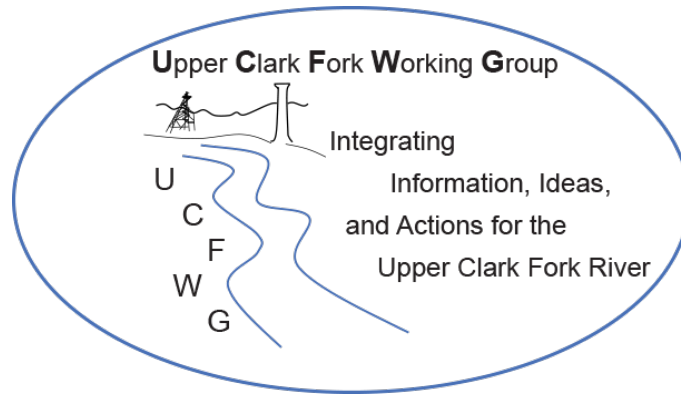 Upper Clark Fork Working Group
Integrating
Information, Ideas,
and Actions for the
Upper Clark Fork River
U
C
F
W
G